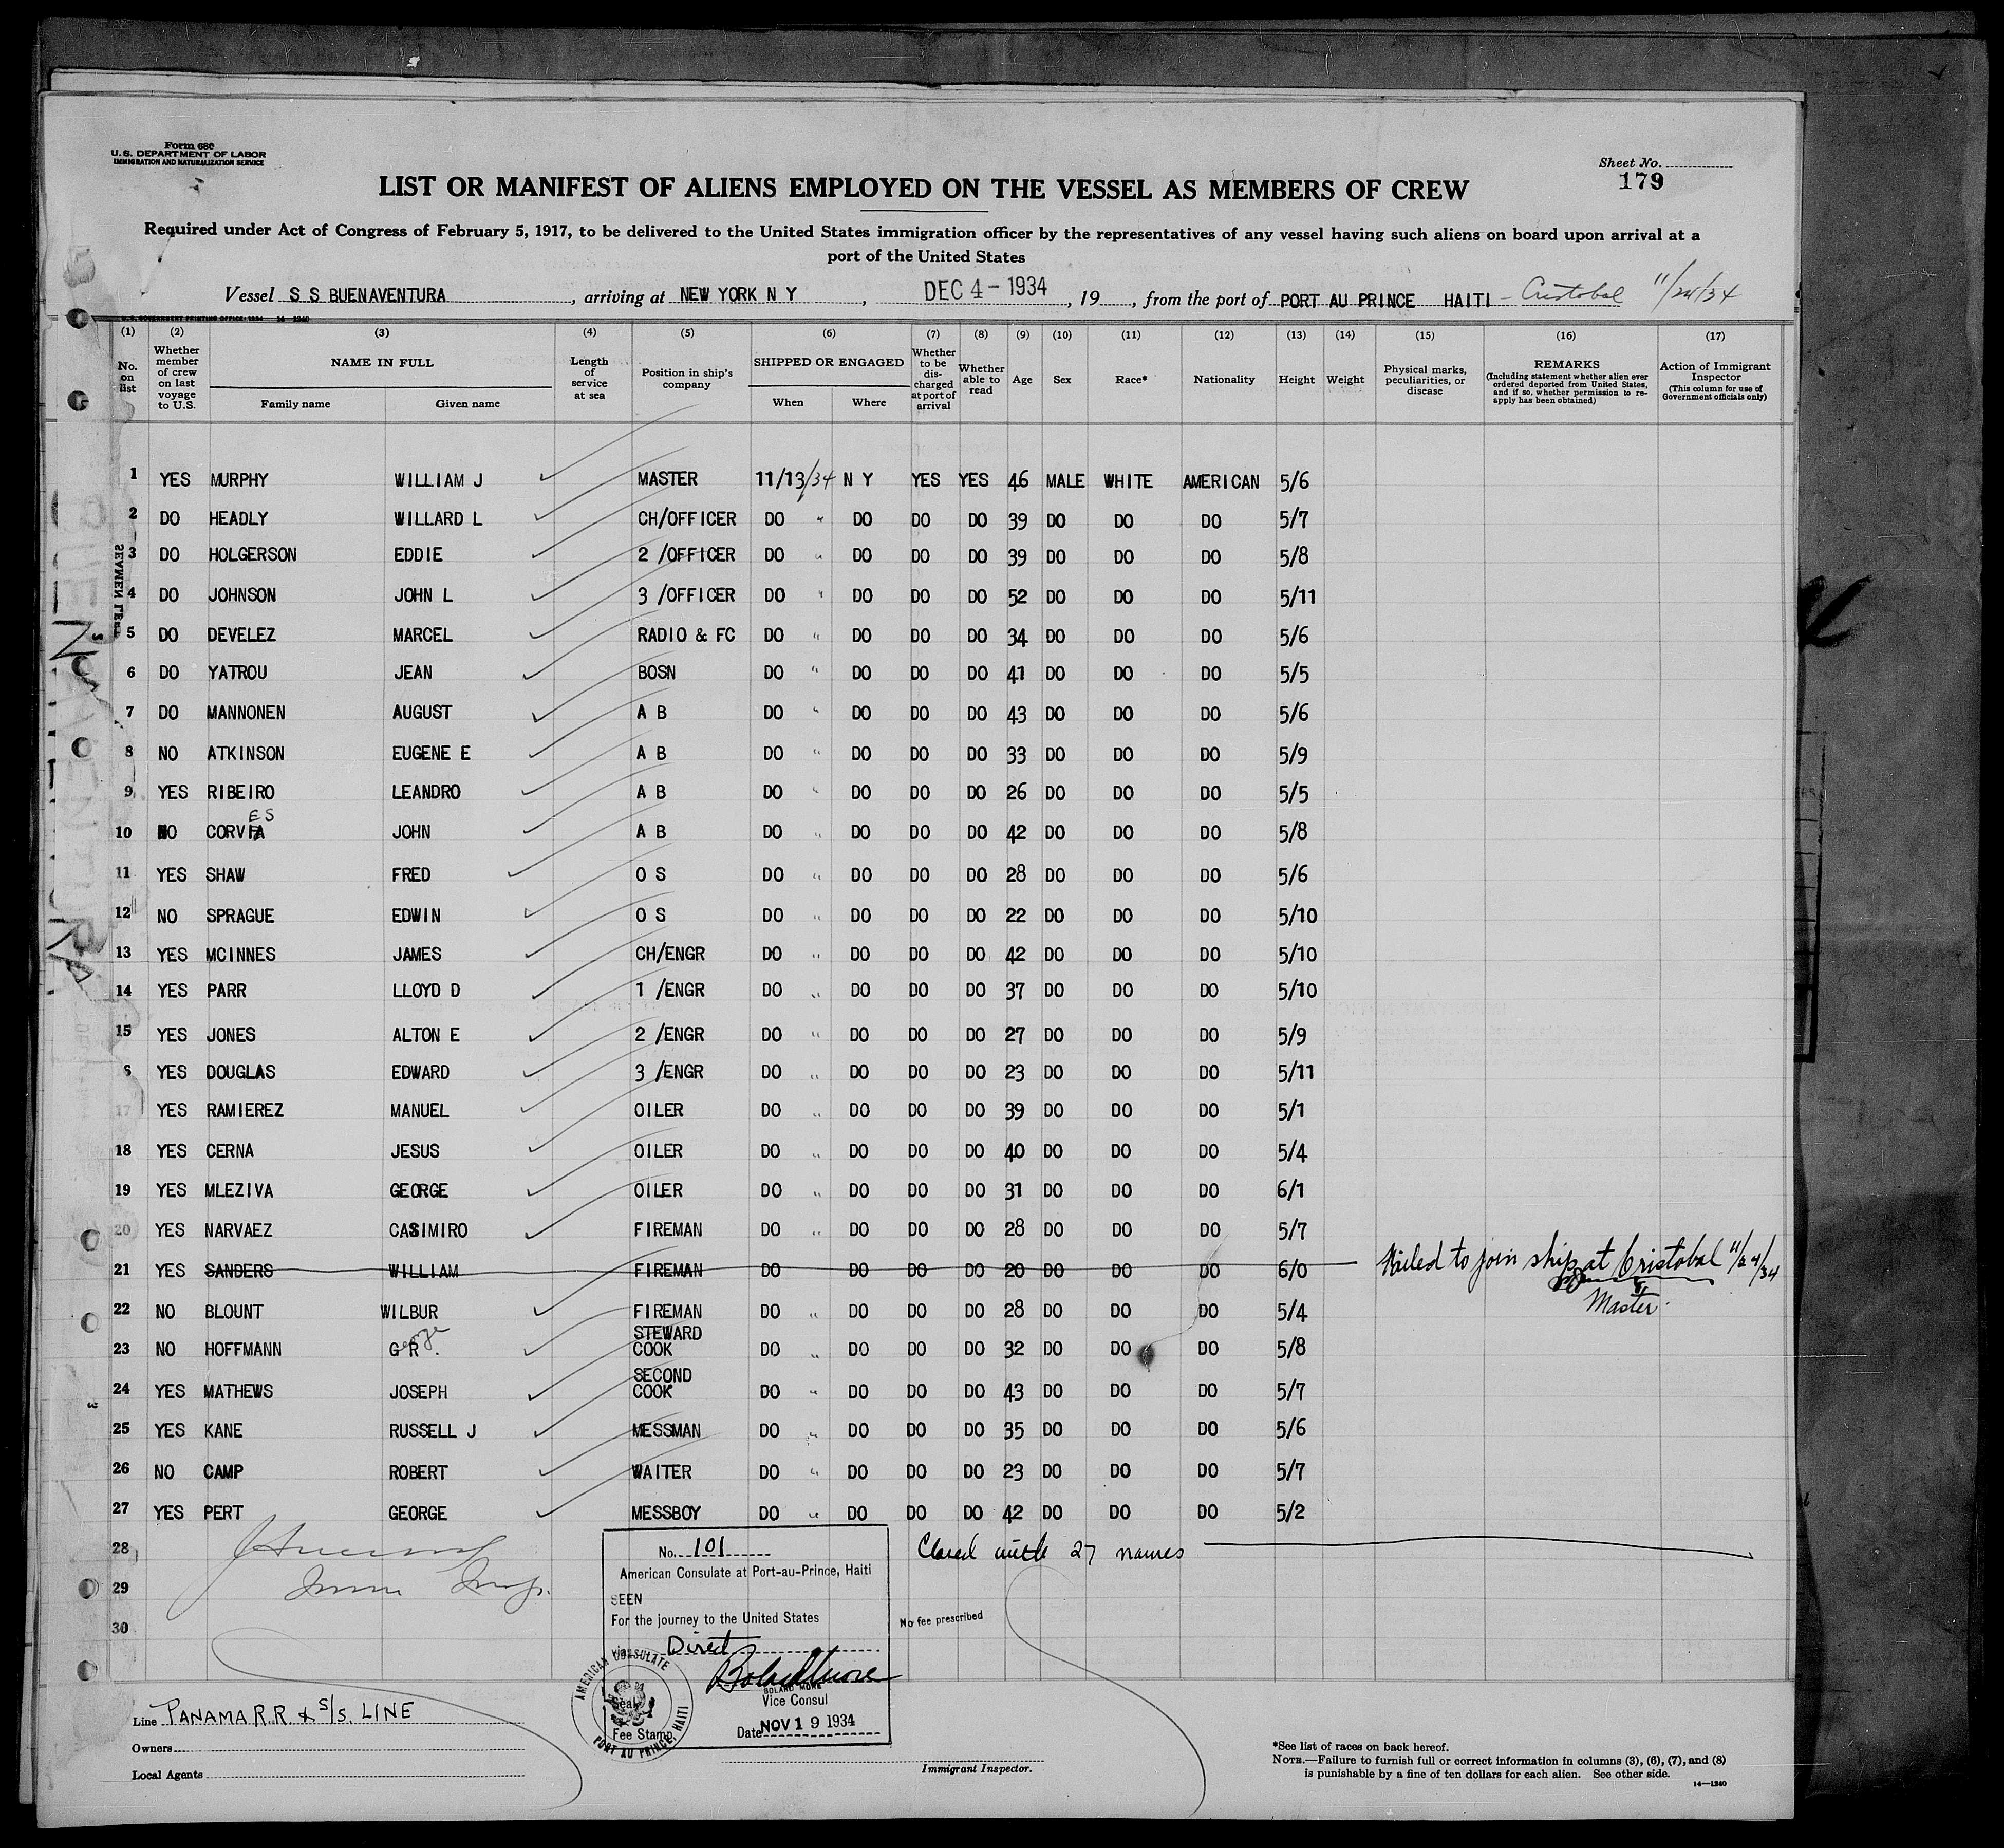 Form 680
U.S. DEPARTMENT OF LABOR
IMMIGRATION AND NATURALIZATION SERVICE
Sheet No.
179
LIST OR MANIFEST OF ALIENS EMPLOYED ON THE VESSEL AS MEMBERS OF CREW
Required under Act of Congress of February 5, 1917, to be delivered to the United States immigration officer by the representatives of any vessel having such aliens on board upon arrival at a
port of the United States
Vessel S S BUENAVENTURA, arriving at NEW YORK N Y, DEC 4 - 1934, 19, from the port of PORT AU PRINCE HAITI - Cristobal 11/24/34
U.S. GOVERNMENT PRINTING OFFICE: 1934 14-1240
(1) (2) (3) (4) (5) (6) (7) (8) (9) (10) (11) (12) (13) (14) (15) (16) (17)
No. on list
Whether member of crew on last voyage to U.S.
NAME IN FULL
Family name Given name
Length of service at sea
Position in ship's company
SHIPPED OR ENGAGED
When Where
Whether to be discharged at port of arrival
Whether able to read
Age
Sex
Race*
Nationality
Height
Weight
Physical marks, peculiarities, or disease
REMARKS
(Including statement whether alien ever ordered deported from United States, and if so, whether permission to re-apply has been obtained)
Action of Immigrant Inspector
(This column for use of Government officials only)
1 YES MURPHY WILLIAM J MASTER 11/13/34 N Y YES YES 46 MALE WHITE AMERICAN 5/6
2 DO HEADLY WILLARD L CH/OFFICER DO " DO DO DO 39 DO DO DO 5/7
3 DO HOLGERSON EDDIE 2 /OFFICER DO " DO DO DO 39 DO DO DO 5/8
4 DO JOHNSON JOHN L 3 /OFFICER DO " DO DO DO 52 DO DO DO 5/11
5 DO DEVELEZ MARCEL RADIO & FC DO " DO DO DO 34 DO DO DO 5/6
6 DO YATROU JEAN BOSN DO " DO DO DO 41 DO DO DO 5/5
7 DO MANNONEN AUGUST A B DO " DO DO DO 43 DO DO DO 5/6
8 NO ATKINSON EUGENE E A B DO " DO DO DO 33 DO DO DO 5/9
9 YES RIBEIRO LEANDRO A B DO " DO DO DO 26 DO DO DO 5/5
ES
10 NO CORVIA JOHN A B DO " DO DO DO 42 DO DO DO 5/8
11 YES SHAW FRED O S DO " DO DO DO 28 DO DO DO 5/6
12 NO SPRAGUE EDWIN O S DO " DO DO DO 22 DO DO DO 5/10
13 YES MCINNES JAMES CH/ENGR DO " DO DO DO 42 DO DO DO 5/10
14 YES PARR LLOYD D 1 /ENGR DO " DO DO DO 37 DO DO DO 5/10
15 YES JONES ALTON E 2 /ENGR DO " DO DO DO 27 DO DO DO 5/9
6 YES DOUGLAS EDWARD 3 /ENGR DO " DO DO DO 23 DO DO DO 5/11
17 YES RAMIEREZ MANUEL OILER DO " DO DO DO 39 DO DO DO 5/1
18 YES CERNA JESUS OILER DO " DO DO DO 40 DO DO DO 5/4
19 YES MLEZIVA GEORGE OILER DO " DO DO DO 31 DO DO DO 6/1
20 YES NARVAEZ CASIMIRO FIREMAN DO " DO DO DO 28 DO DO DO 5/7
21 YES SANDERS WILLIAM FIREMAN DO DO DO DO 20 DO DO DO 6/0 Failed to join ship at Cristobal 11/24/34
Master
22 NO BLOUNT WILBUR FIREMAN DO " DO DO DO 28 DO DO DO 5/4
23 NO HOFFMANN G R . George STEWARD COOK DO " DO DO DO 32 DO DO DO 5/8
24 YES MATHEWS JOSEPH SECOND COOK DO " DO DO DO 43 DO DO DO 5/7
25 YES KANE RUSSELL J MESSMAN DO " DO DO DO 35 DO DO DO 5/6
26 NO CAMP ROBERT WAITER DO " DO DO DO 23 DO DO DO 5/7
27 YES PERT GEORGE MESSBOY DO " DO DO DO 42 DO DO DO 5/2
28 Closed with 27 names
29
30
No. 101
American Consulate at Port-au-Prince, Haiti
SEEN
For the journey to the United States
Direct
No fee prescribed
BOLARD MORE
Vice Consul
Date NOV 19 1934
AMERICAN CONSULATE
PORT AU PRINCE, HAITI
Seal
Fee Stamp
Line PANAMA R.R & S/S. LINE
Owners
Local Agents
Immigrant Inspector.
*See list of races on back hereof.
NOTE.—Failure to furnish full or correct information in columns (3), (6), (7), and (8)
is punishable by a fine of ten dollars for each alien. See other side.
14-1240